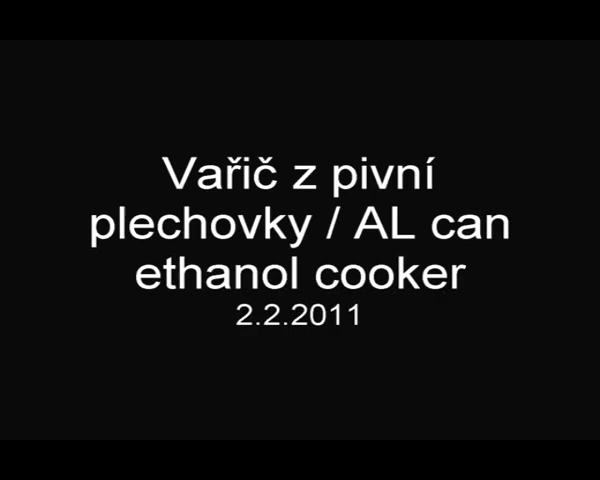 Vařič z pivní
plechovky / AL can
ethanol cooker
2.2.2011